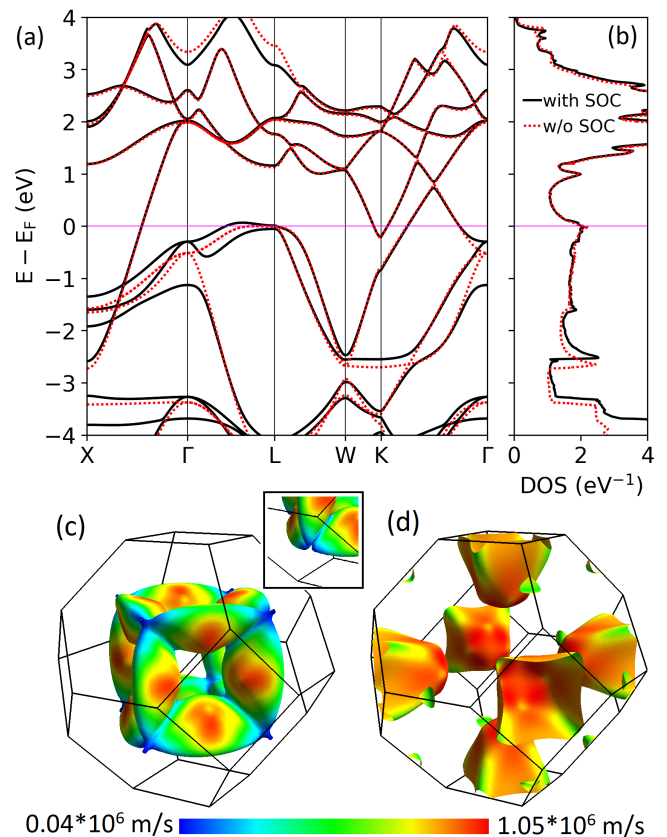 (a)
(b)
4
3
2
1
0
−1
−2
−3
−4
E − E_F (eV)
X
Γ
L
W
K
Γ
with SOC
w/o SOC
0
2
4
DOS (eV⁻¹)
(c)
(d)
0.04*10⁶ m/s
1.05*10⁶ m/s